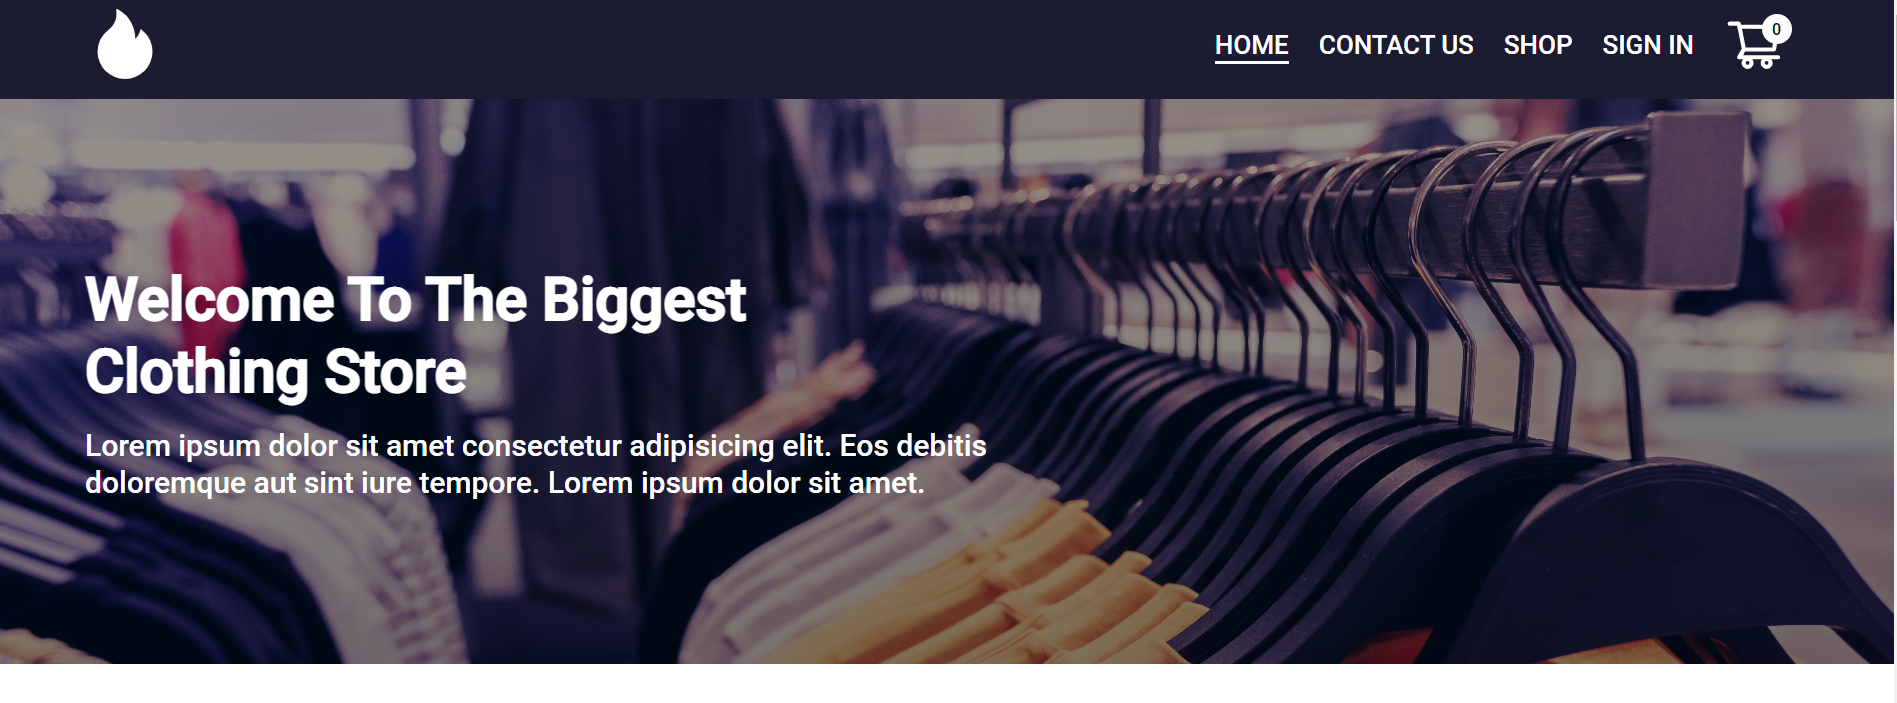 HOME CONTACT US SHOP SIGN IN 0
Welcome To The Biggest
Clothing Store
Lorem ipsum dolor sit amet consectetur adipisicing elit. Eos debitis
doloremque aut sint iure tempore. Lorem ipsum dolor sit amet.